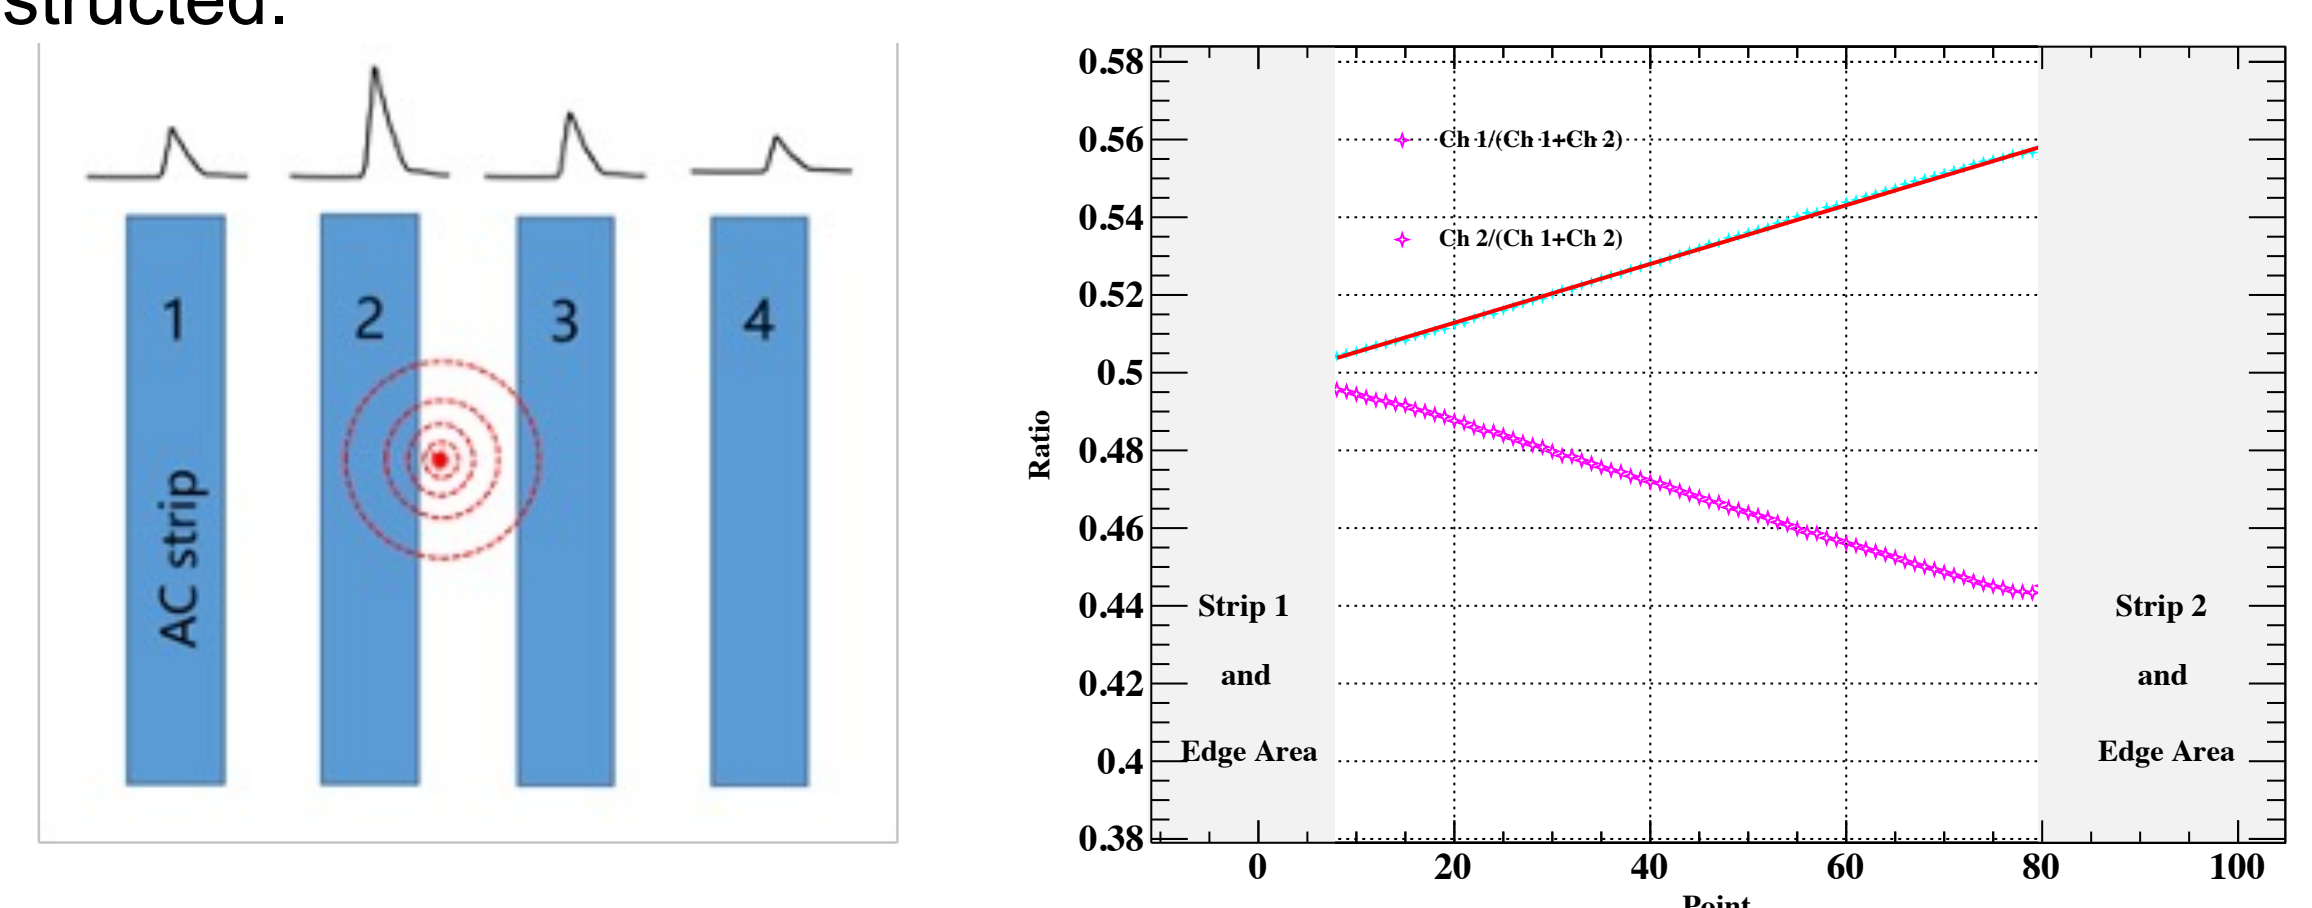 structed.
1
2
3
4
AC strip
0.58
0.56
0.54
0.52
0.5
0.48
0.46
0.44
0.42
0.4
0.38
Ratio
Ch 1/(Ch 1+Ch 2)
Ch 2/(Ch 1+Ch 2)
Strip 1
and
Edge Area
Strip 2
and
Edge Area
0
20
40
60
80
100
Point